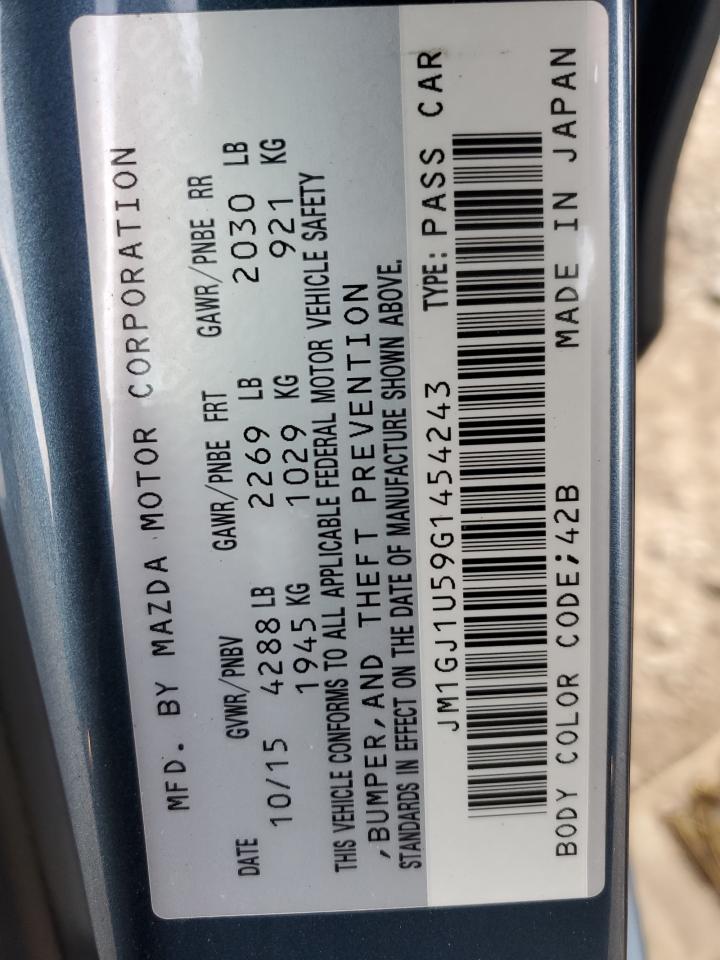 MFD. BY MAZDA MOTOR CORPORATION
DATE GVWR/PNBV GAWR/PNBE FRT GAWR/PNBE RR
10/15 4288 LB 2269 LB 2030 LB
1945 KG 1029 KG 921 KG
THIS VEHICLE CONFORMS TO ALL APPLICABLE FEDERAL MOTOR VEHICLE SAFETY
,BUMPER,AND THEFT PREVENTION
STANDARDS IN EFFECT ON THE DATE OF MANUFACTURE SHOWN ABOVE.
JM1GJ1U59G1454243 TYPE: PASS CAR
BODY COLOR CODE;42B MADE IN JAPAN